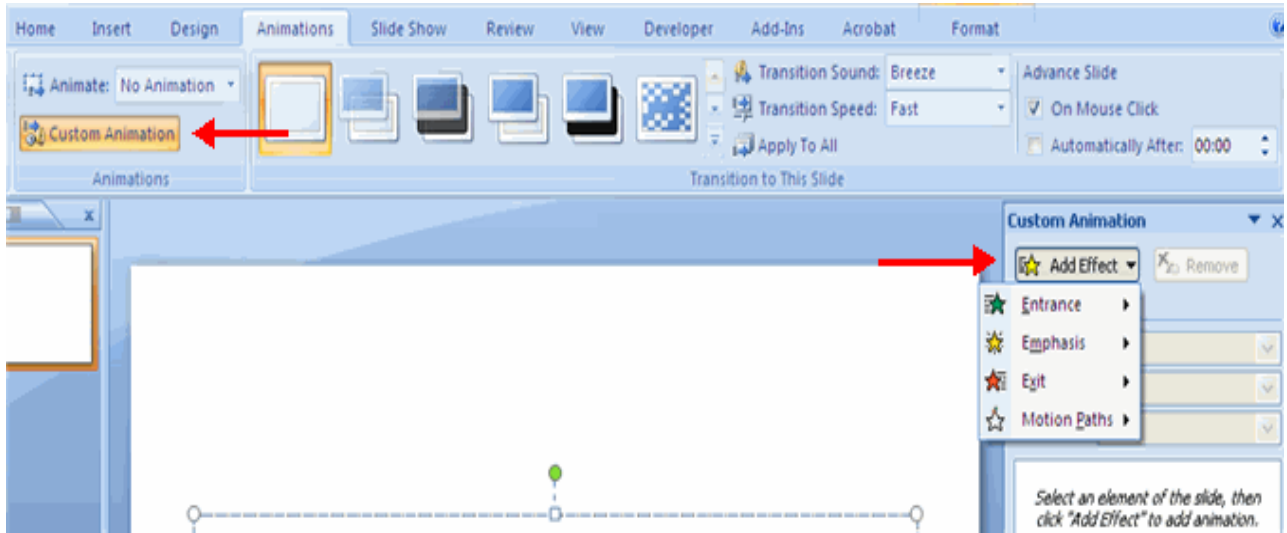 Home Insert Design Animations Slide Show Review View Developer Add-Ins Acrobat Format
Animate: No Animation
Custom Animation
Animations
Transition Sound: Breeze
Transition Speed: Fast
Apply To All
Transition to This Slide
Advance Slide
On Mouse Click
Automatically After: 00:00
Custom Animation
Add Effect Remove
Entrance
Emphasis
Exit
Motion Paths
Select an element of the slide, then
click "Add Effect" to add animation.